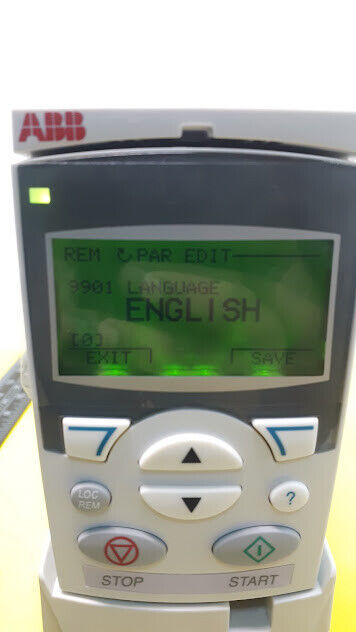 ABB
REM ↻PAR EDIT
9901 LANGUAGE
ENGLISH
[0]
EXIT SAVE
LOC
REM
?
STOP START